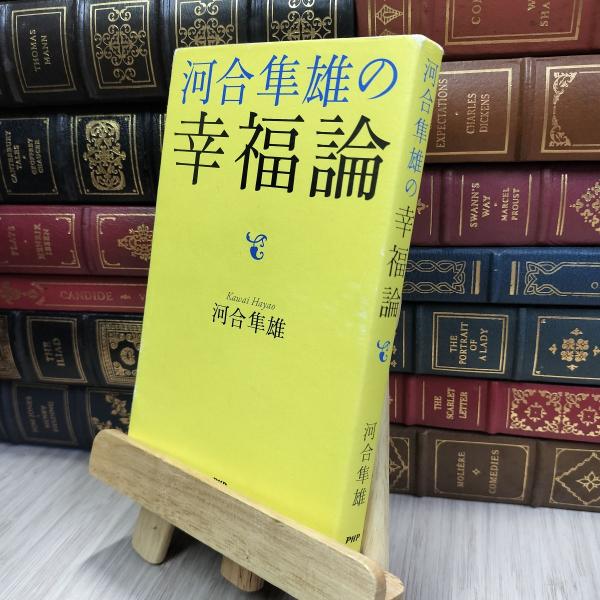 河合隼雄の
幸福論
Kawai Hayao
河合隼雄
河合隼雄の幸福論
河合隼雄
PHP
THOMAS
MANN
CANTERBURY
TALES
GEOFFREY
CHAUCER
PLAYS
HENRIK
IBSEN
CANDIDE
THE
ILIAD
TOM JONES
EXPECTATIONS
CHARLES
DICKENS
SWANN'S
WAY
MARCEL
PROUST
THE
PORTRAIT
OF
A LADY
THE
SCARLET
LETTER
MOLIÈRE
COMEDIES